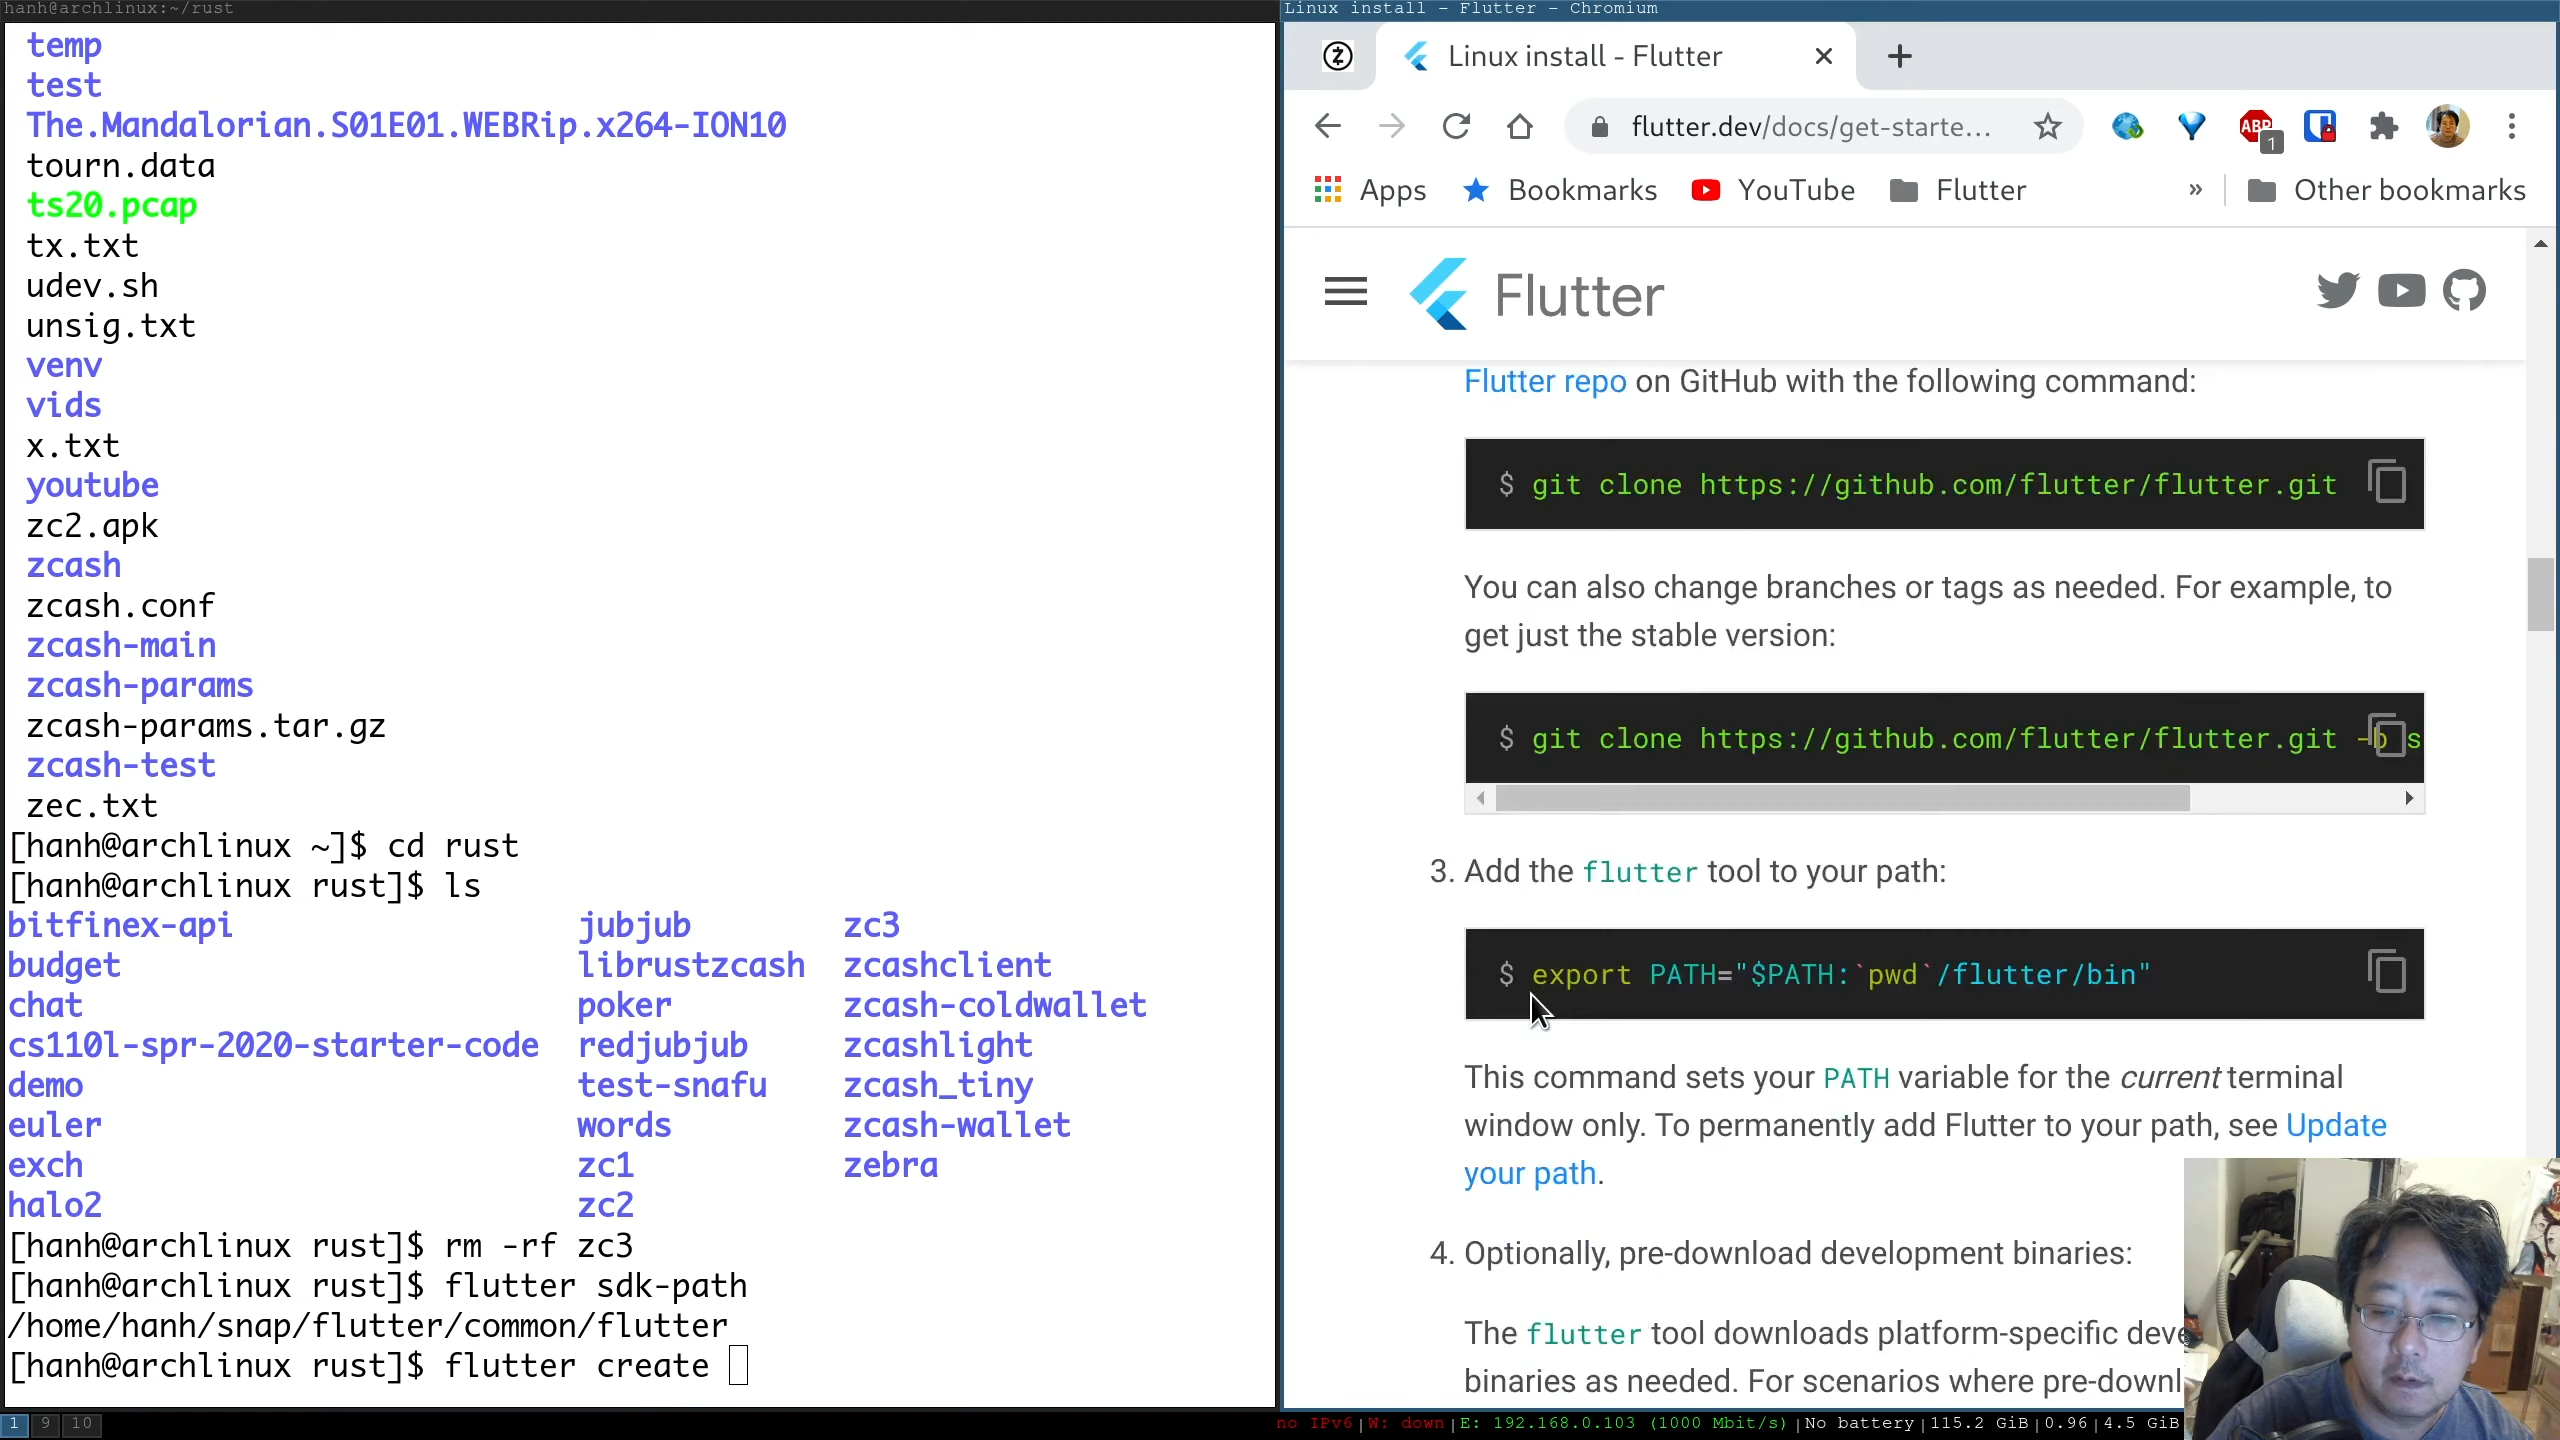 hanh@archlinux:~/rust
temp
test
The.Mandalorian.S01E01.WEBRip.x264-ION10
tourn.data
ts20.pcap
tx.txt
udev.sh
unsig.txt
venv
vids
x.txt
youtube
zc2.apk
zcash
zcash.conf
zcash-main
zcash-params
zcash-params.tar.gz
zcash-test
zec.txt
[hanh@archlinux ~]$ cd rust
[hanh@archlinux rust]$ ls
bitfinex-api jubjub zc3
budget librustzcash zcashclient
chat poker zcash-coldwallet
cs110l-spr-2020-starter-code redjubjub zcashlight
demo test-snafu zcash_tiny
euler words zcash-wallet
exch zc1 zebra
halo2 zc2
[hanh@archlinux rust]$ rm -rf zc3
[hanh@archlinux rust]$ flutter sdk-path
/home/hanh/snap/flutter/common/flutter
[hanh@archlinux rust]$ flutter create
Linux install - Flutter - Chromium
Linux install - Flutter
flutter.dev/docs/get-starte...
ABP
1
Apps Bookmarks YouTube Flutter » Other bookmarks
Flutter
Flutter repo on GitHub with the following command:
$ git clone https://github.com/flutter/flutter.git
You can also change branches or tags as needed. For example, to
get just the stable version:
$ git clone https://github.com/flutter/flutter.git -b s
3. Add the flutter tool to your path:
$ export PATH="$PATH:`pwd`/flutter/bin"
This command sets your PATH variable for the current terminal
window only. To permanently add Flutter to your path, see Update
your path.
4. Optionally, pre-download development binaries:
The flutter tool downloads platform-specific deve
binaries as needed. For scenarios where pre-downl
1 9 10
no IPv6|W: down|E: 192.168.0.103 (1000 Mbit/s)|No battery|115.2 GiB|0.96|4.5 GiB